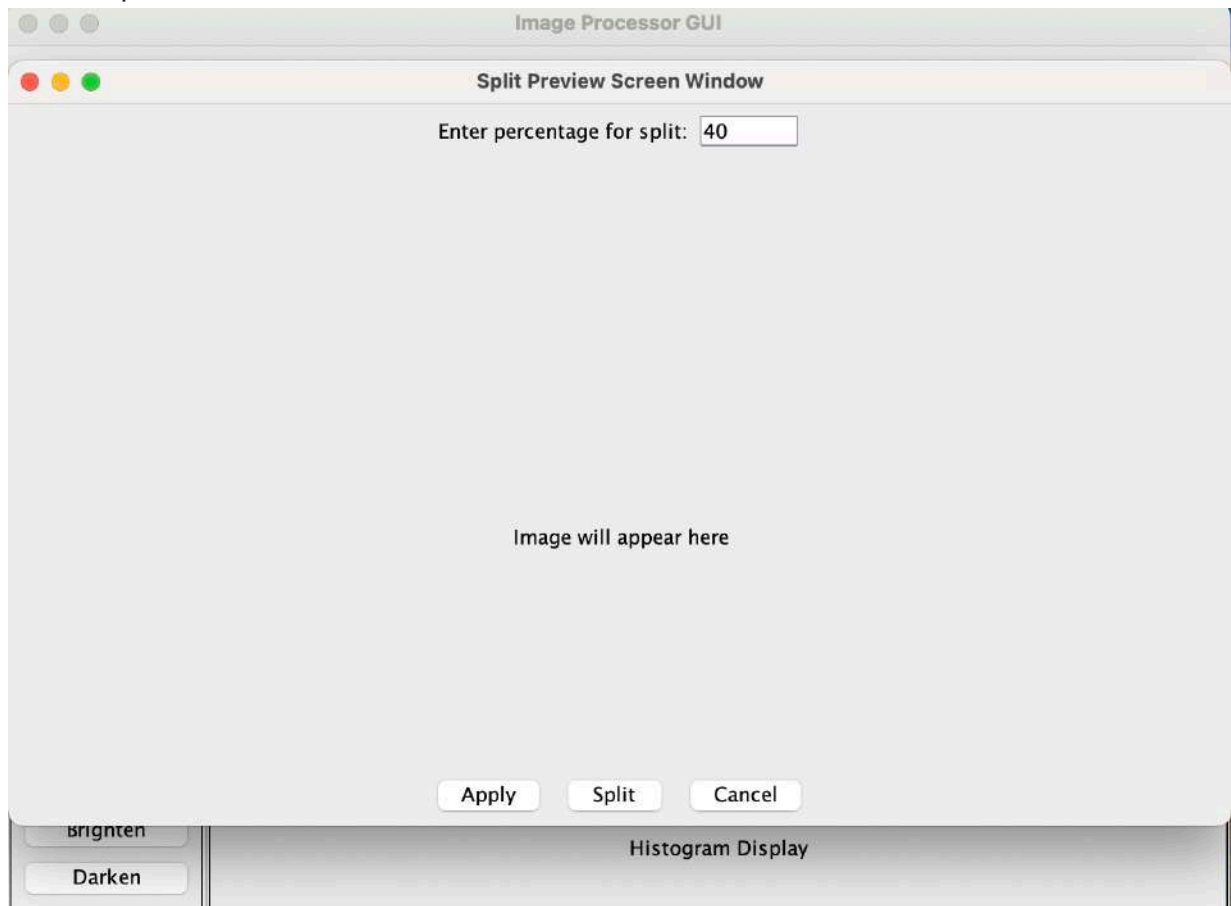 Image Processor GUI
Split Preview Screen Window
Enter percentage for split: 40
Image will appear here
Apply Split Cancel
Brighten
Histogram Display
Darken